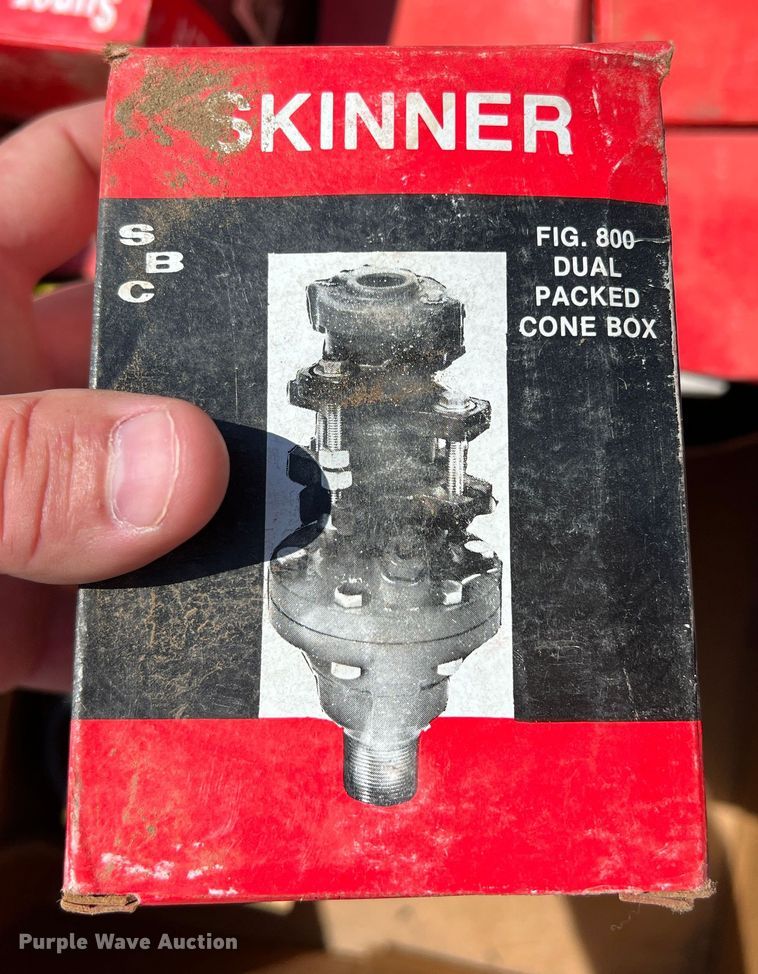 SKINNER
S
B
C
FIG. 800
DUAL
PACKED
CONE BOX
Purple Wave Auction